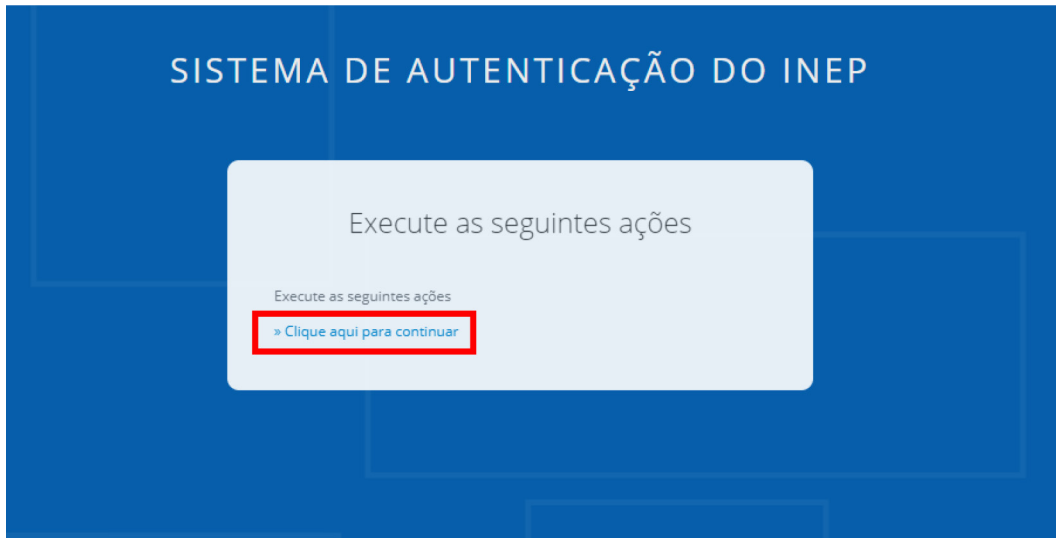 SISTEMA DE AUTENTICAÇÃO DO INEP
Execute as seguintes ações
Execute as seguintes ações
» Clique aqui para continuar